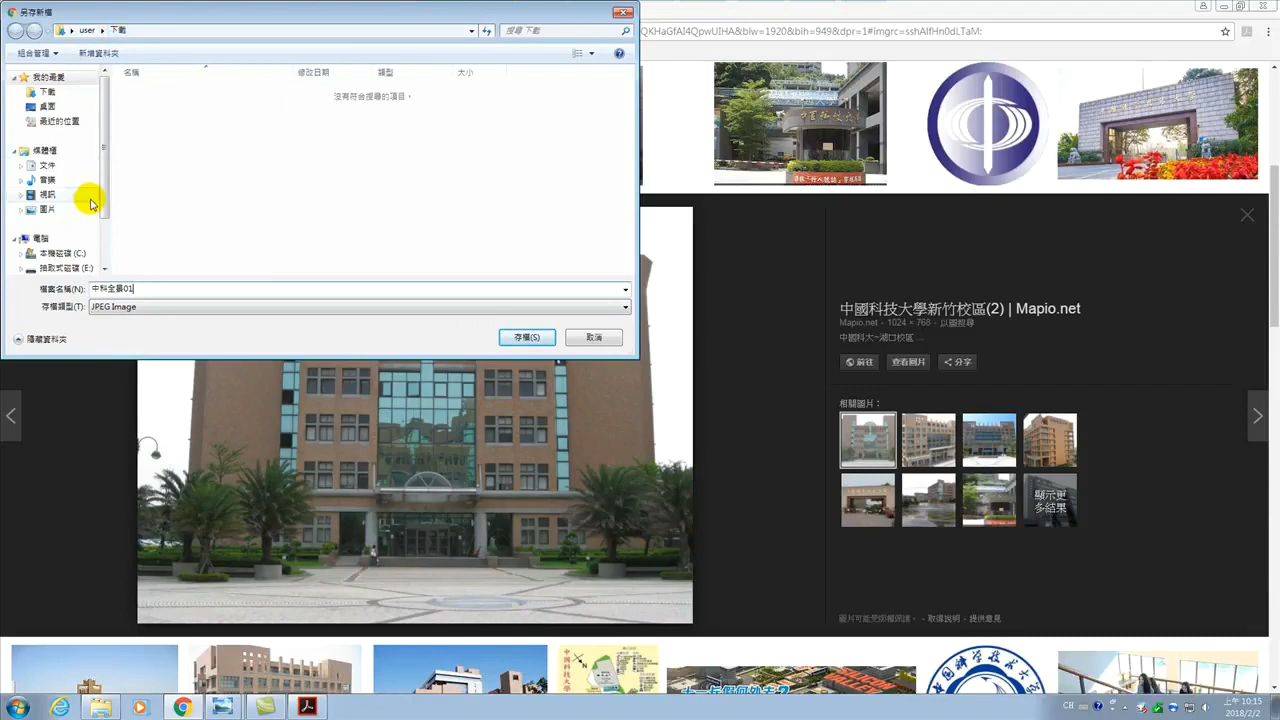 另存新檔
user ▸ 下載
搜尋 下載
QKHaGfAI4QpwUIHA&biw=1920&bih=949&dpr=1#imgrc=sshAIfHn0dLTaM:
組合管理
新增資料夾
我的最愛
下載
桌面
最近的位置
媒體櫃
文件
音樂
視訊
圖片
電腦
本機磁碟 (C:)
抽取式磁碟 (E:)
名稱
修改日期
類型
大小
沒有符合搜尋的項目。
檔案名稱(N):
中科全景01
存檔類型(T):
JPEG Image
隱藏資料夾
存檔(S)
取消
中國科技大學新竹校區(2) | Mapio.net
Mapio.net - 1024 × 768 - 以圖搜尋
中國科大~湖口校區 ...
前往
查看圖片
分享
相關圖片：
顯示更
多結果
圖片可能受版權保護。 - 取得說明 - 提供意見
中國科技大學
CH
上午 10:15
2018/2/2